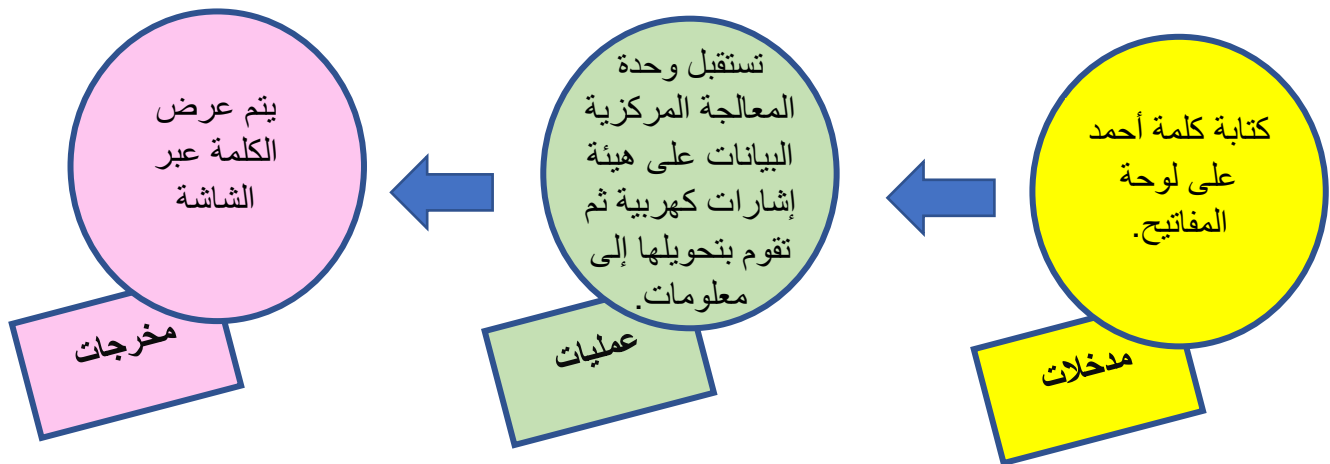 كتابة كلمة أحمد
على لوحة
المفاتيح.
مدخلات
تستقبل وحدة
المعالجة المركزية
البيانات على هيئة
إشارات كهربية ثم
تقوم بتحويلها إلى
معلومات.
عمليات
يتم عرض
الكلمة عبر
الشاشة
مخرجات